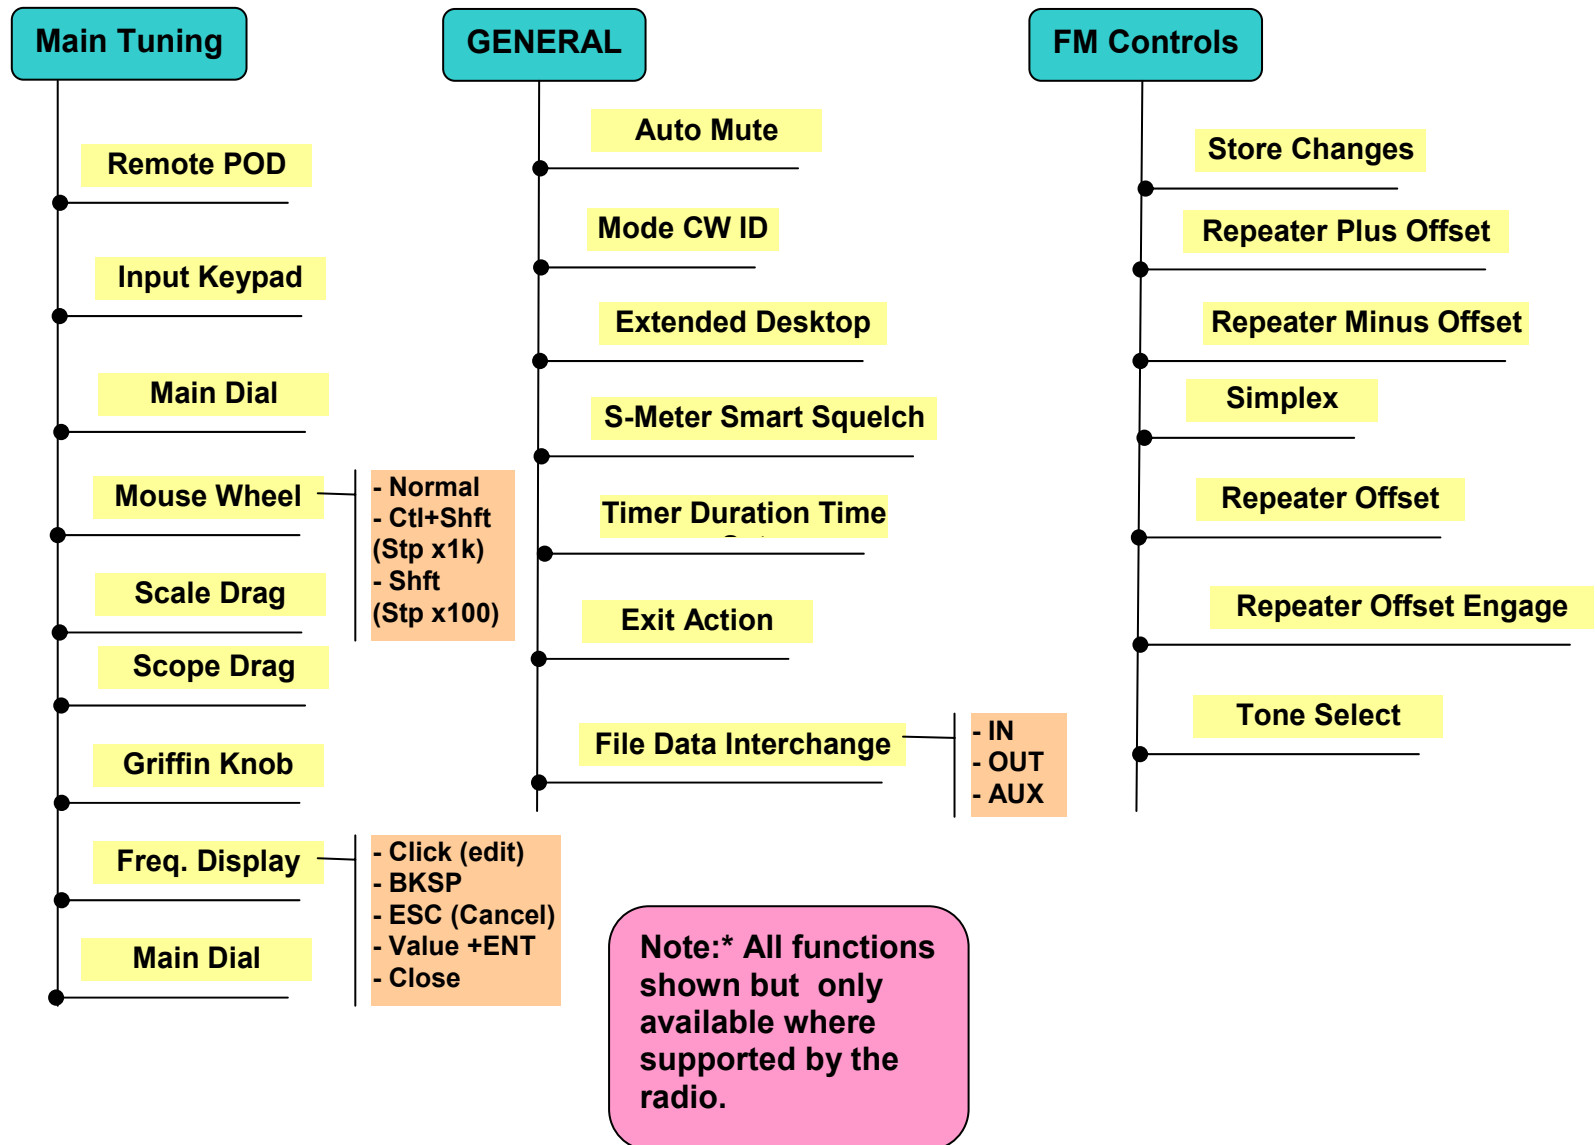 Main Tuning
Remote POD
Input Keypad
Main Dial
Mouse Wheel
- Normal
- Ctl+Shft
(Stp x1k)
- Shft
(Stp x100)
Scale Drag
Scope Drag
Griffin Knob
Freq. Display
- Click (edit)
- BKSP
- ESC (Cancel)
- Value +ENT
- Close
Main Dial
GENERAL
Auto Mute
Mode CW ID
Extended Desktop
S-Meter Smart Squelch
Timer Duration Time
Exit Action
File Data Interchange
- IN
- OUT
- AUX
FM Controls
Store Changes
Repeater Plus Offset
Repeater Minus Offset
Simplex
Repeater Offset
Repeater Offset Engage
Tone Select
Note:* All functions
shown but only
available where
supported by the
radio.